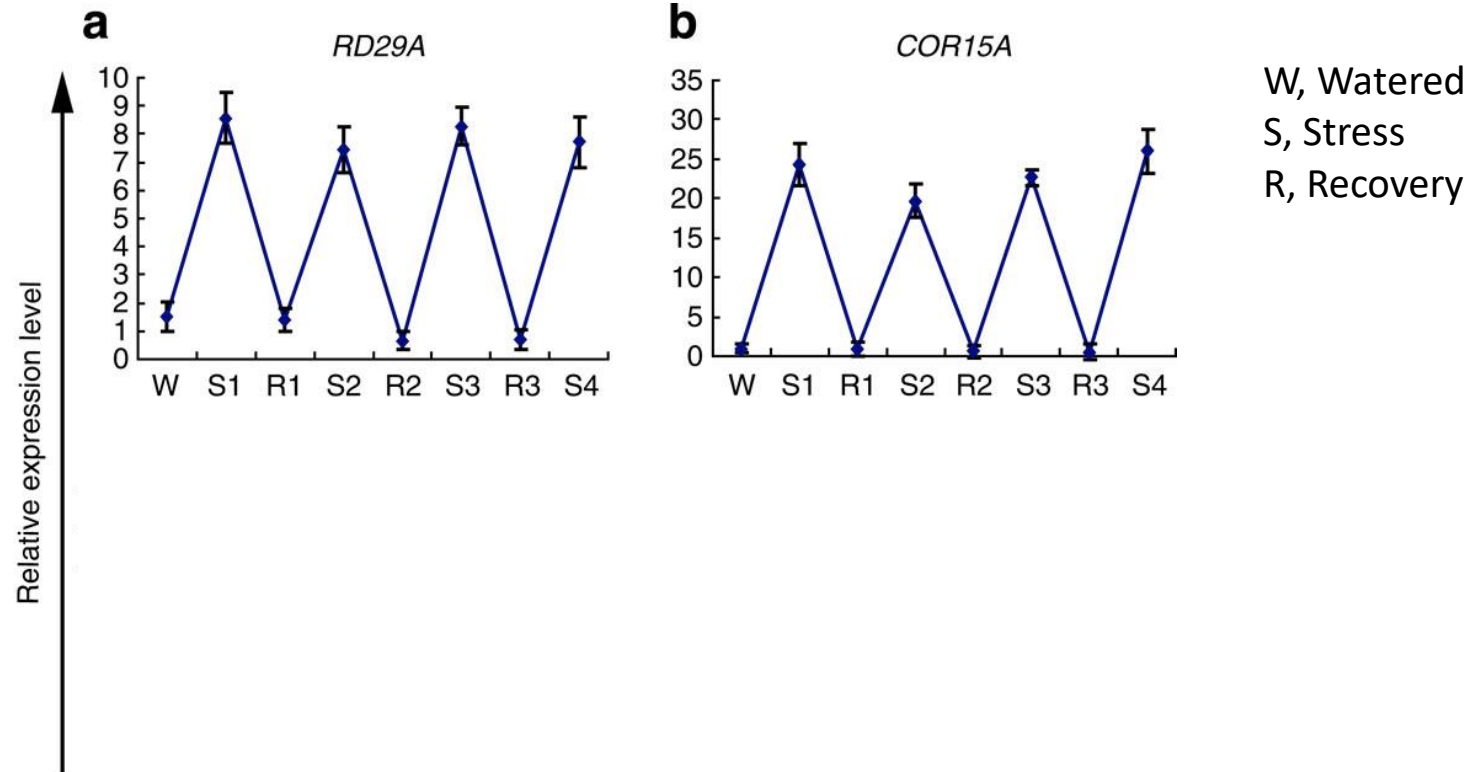 a
RD29A
10
9
8
7
6
5
4
3
2
1
0
W S1 R1 S2 R2 S3 R3 S4
b
COR15A
35
30
25
20
15
10
5
0
W S1 R1 S2 R2 S3 R3 S4
W, Watered
S, Stress
R, Recovery
Relative expression level